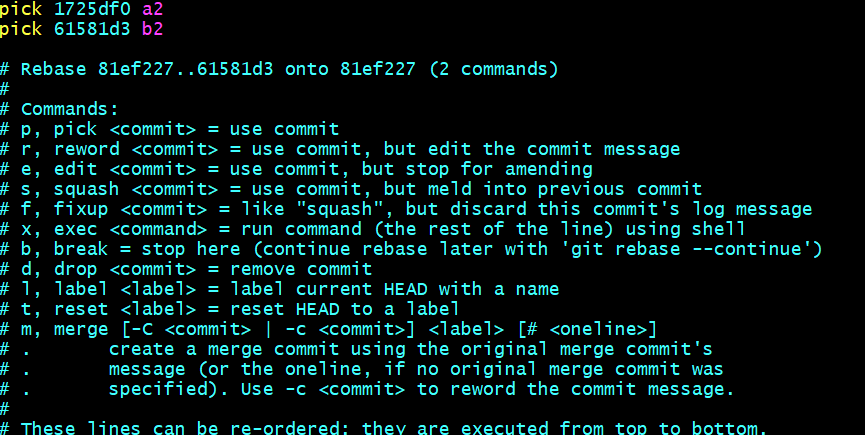 pick 1725df0 a2
pick 61581d3 b2
# Rebase 81ef227..61581d3 onto 81ef227 (2 commands)
#
# Commands:
# p, pick <commit> = use commit
# r, reword <commit> = use commit, but edit the commit message
# e, edit <commit> = use commit, but stop for amending
# s, squash <commit> = use commit, but meld into previous commit
# f, fixup <commit> = like "squash", but discard this commit's log message
# x, exec <command> = run command (the rest of the line) using shell
# b, break = stop here (continue rebase later with 'git rebase --continue')
# d, drop <commit> = remove commit
# l, label <label> = label current HEAD with a name
# t, reset <label> = reset HEAD to a label
# m, merge [-C <commit> | -c <commit>] <label> [# <oneline>]
# .       create a merge commit using the original merge commit's
# .       message (or the oneline, if no original merge commit was
# .       specified). Use -c <commit> to reword the commit message.
#
# These lines can be re-ordered; they are executed from top to bottom.